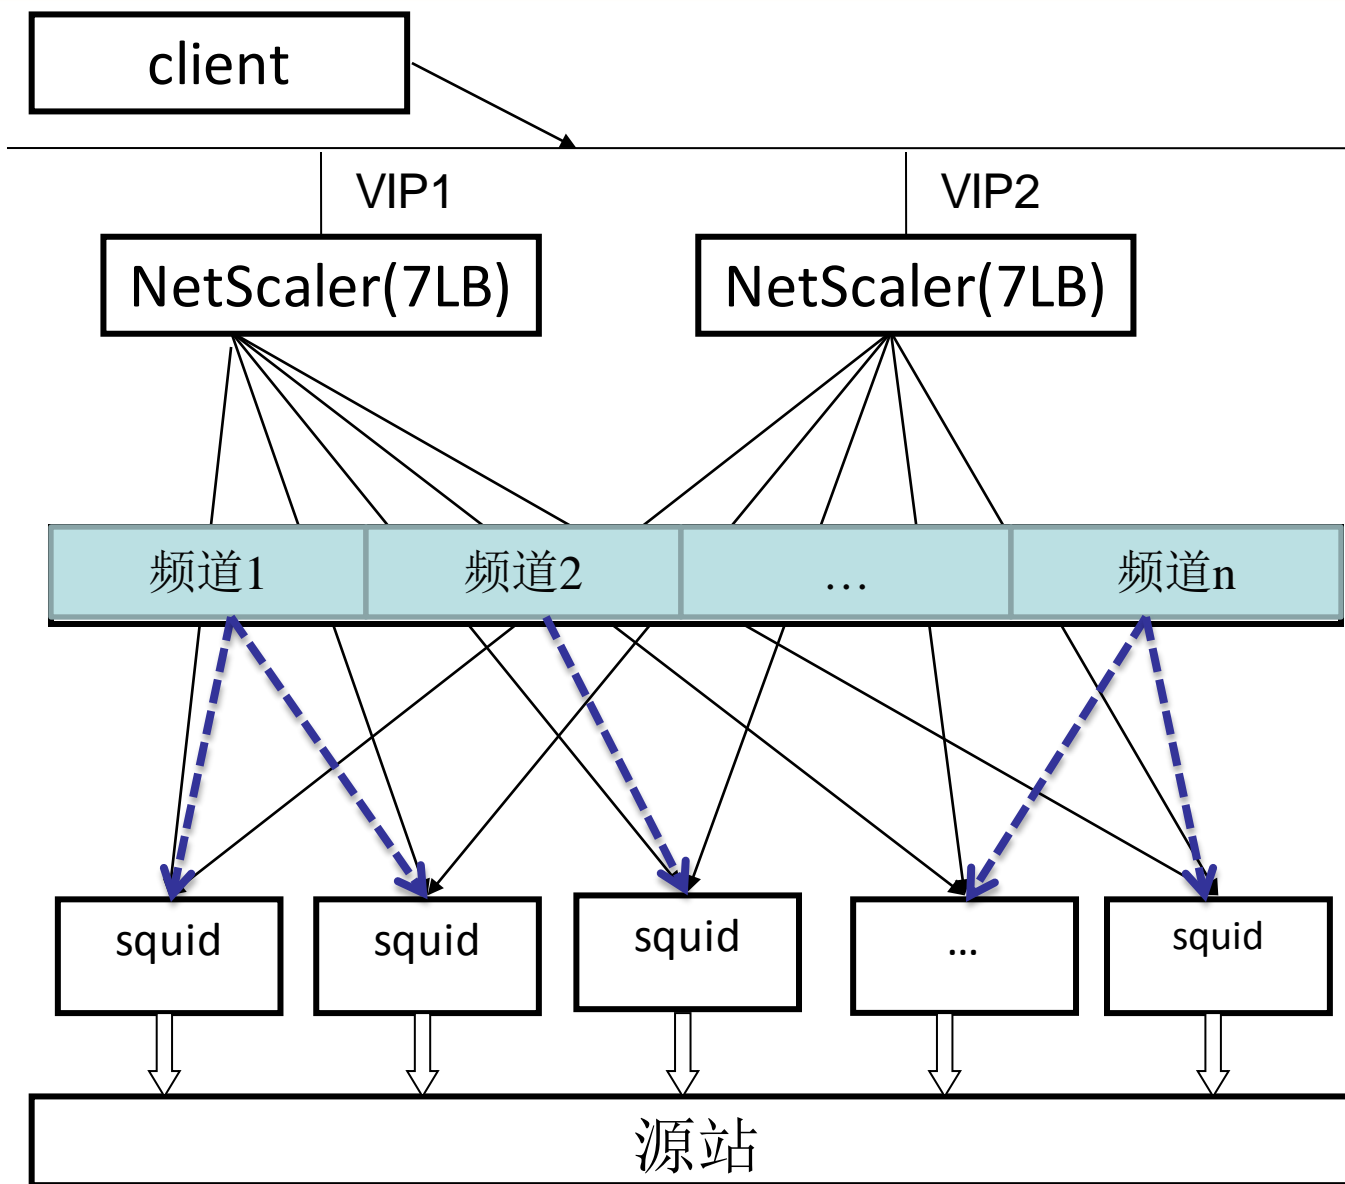 client
VIP1
VIP2
NetScaler(7LB)
NetScaler(7LB)
频道1
频道2
...
频道n
squid
squid
squid
...
squid
源站